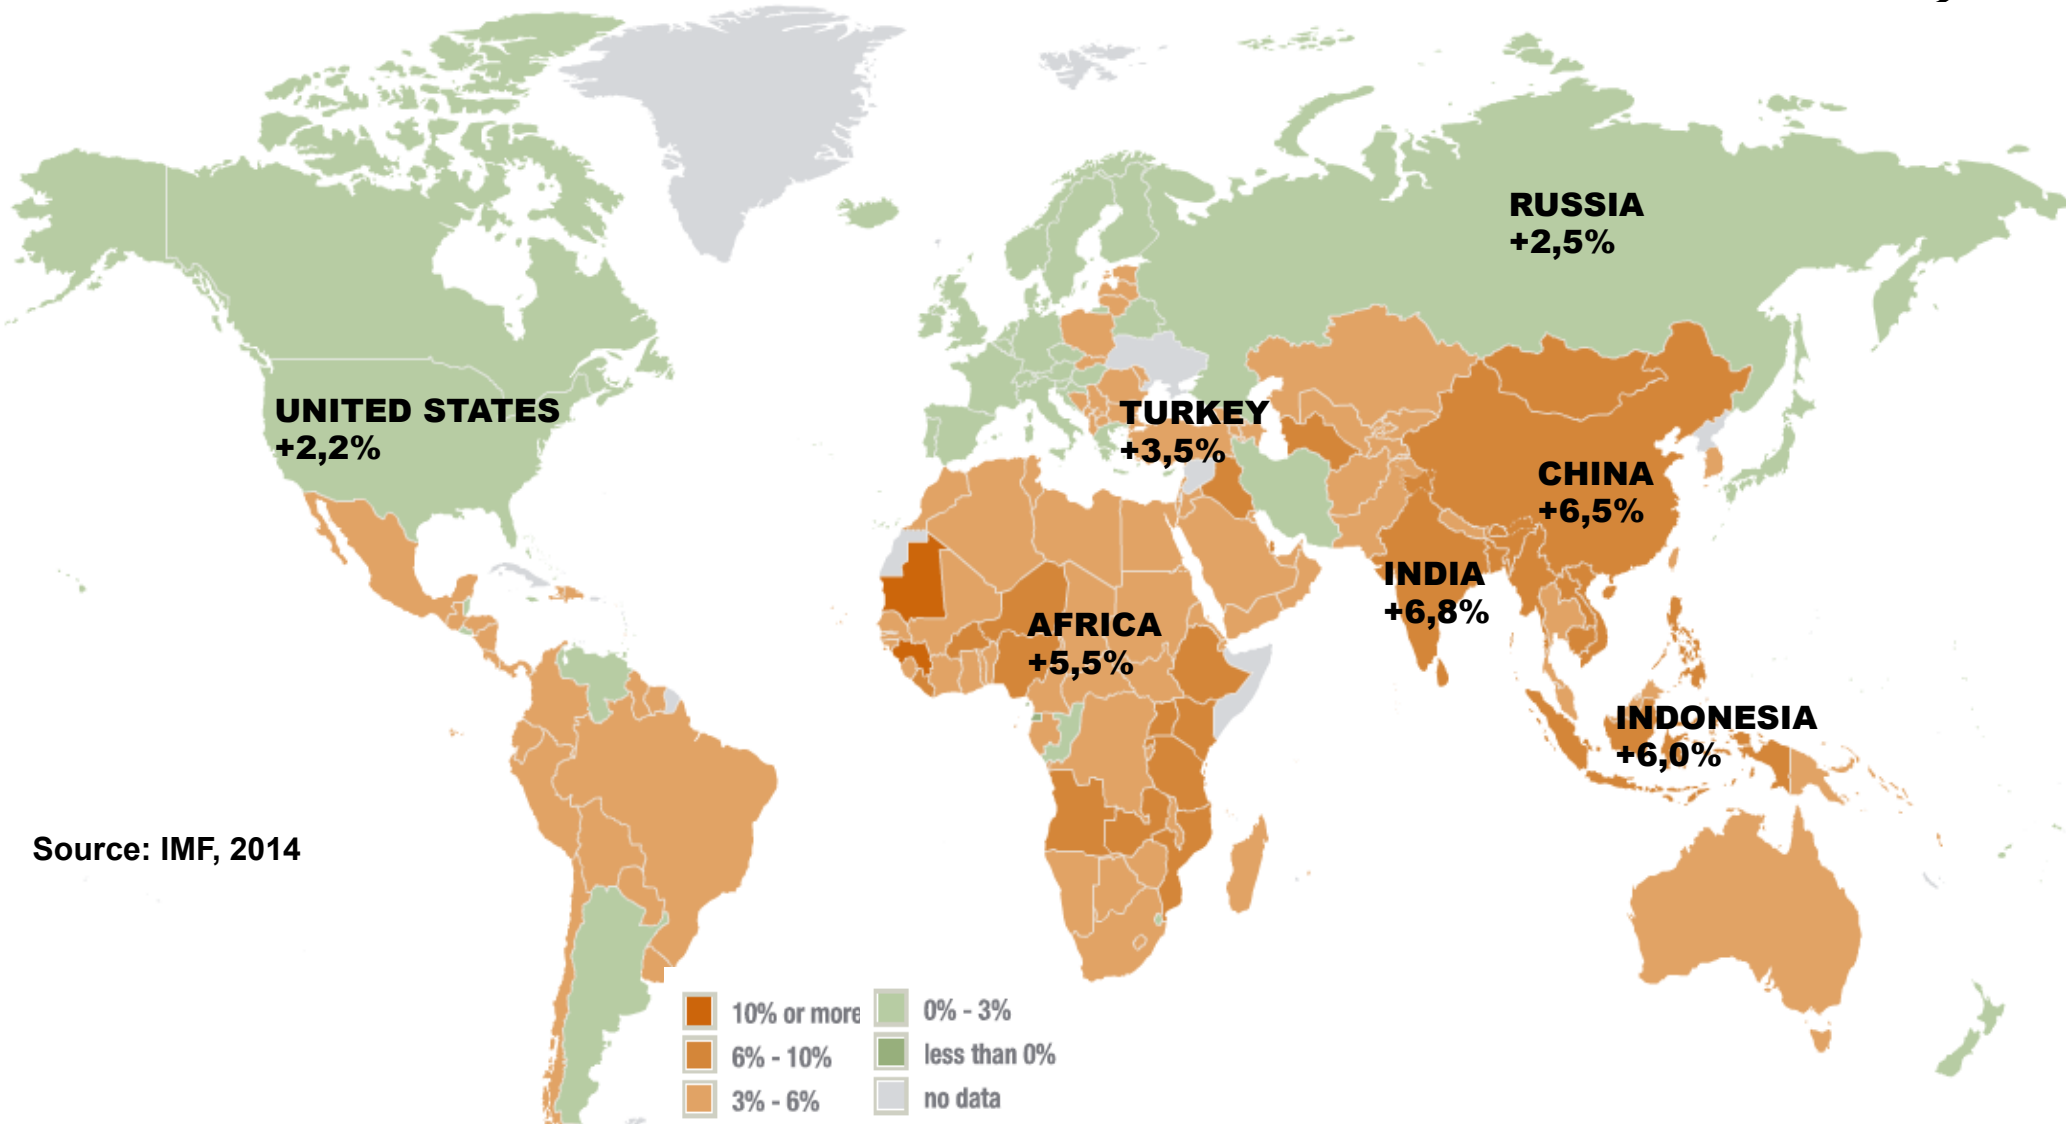 RUSSIA
+2,5%
UNITED STATES
+2,2%
TURKEY
+3,5%
CHINA
+6,5%
INDIA
+6,8%
AFRICA
+5,5%
INDONESIA
+6,0%
Source: IMF, 2014
10% or more
6% - 10%
3% - 6%
0% - 3%
less than 0%
no data